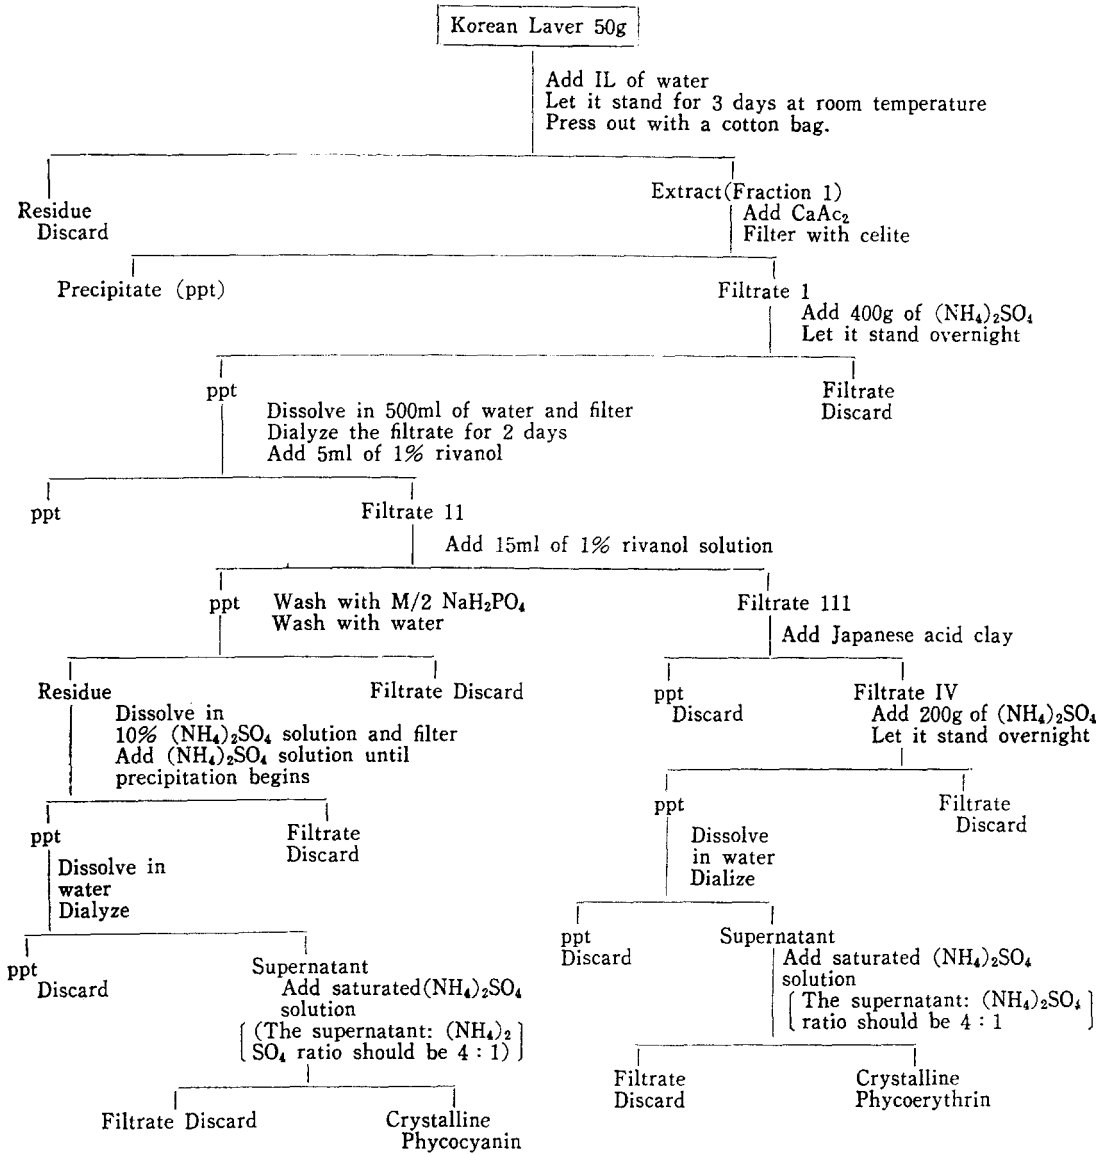 Korean Laver 50g
Add IL of water
Let it stand for 3 days at room temperature
Press out with a cotton bag.
Residue
Discard
Extract(Fraction 1)
Add CaAc₂
Filter with celite
Precipitate (ppt)
Filtrate 1
Add 400g of (NH₄)₂SO₄
Let it stand overnight
ppt
Dissolve in 500ml of water and filter
Dialyze the filtrate for 2 days
Add 5ml of 1% rivanol
Filtrate
Discard
ppt
Filtrate 11
Add 15ml of 1% rivanol solution
ppt
Wash with M/2 NaH₂PO₄
Wash with water
Filtrate 111
Add Japanese acid clay
Residue
Dissolve in
10% (NH₄)₂SO₄ solution and filter
Add (NH₄)₂SO₄ solution until
precipitation begins
Filtrate Discard
ppt
Discard
Filtrate IV
Add 200g of (NH₄)₂SO₄
Let it stand overnight
ppt
Dissolve in
water
Dialyze
Filtrate
Discard
ppt
Dissolve
in water
Dialize
Filtrate
Discard
ppt
Discard
Supernatant
Add saturated(NH₄)₂SO₄
solution
[(The supernatant: (NH₄)₂
SO₄ ratio should be 4 : 1)]
ppt
Discard
Supernatant
Add saturated (NH₄)₂SO₄
solution
[The supernatant: (NH₄)₂SO₄
ratio should be 4 : 1]
Filtrate Discard
Crystalline
Phycocyanin
Filtrate
Discard
Crystalline
Phycoerythrin